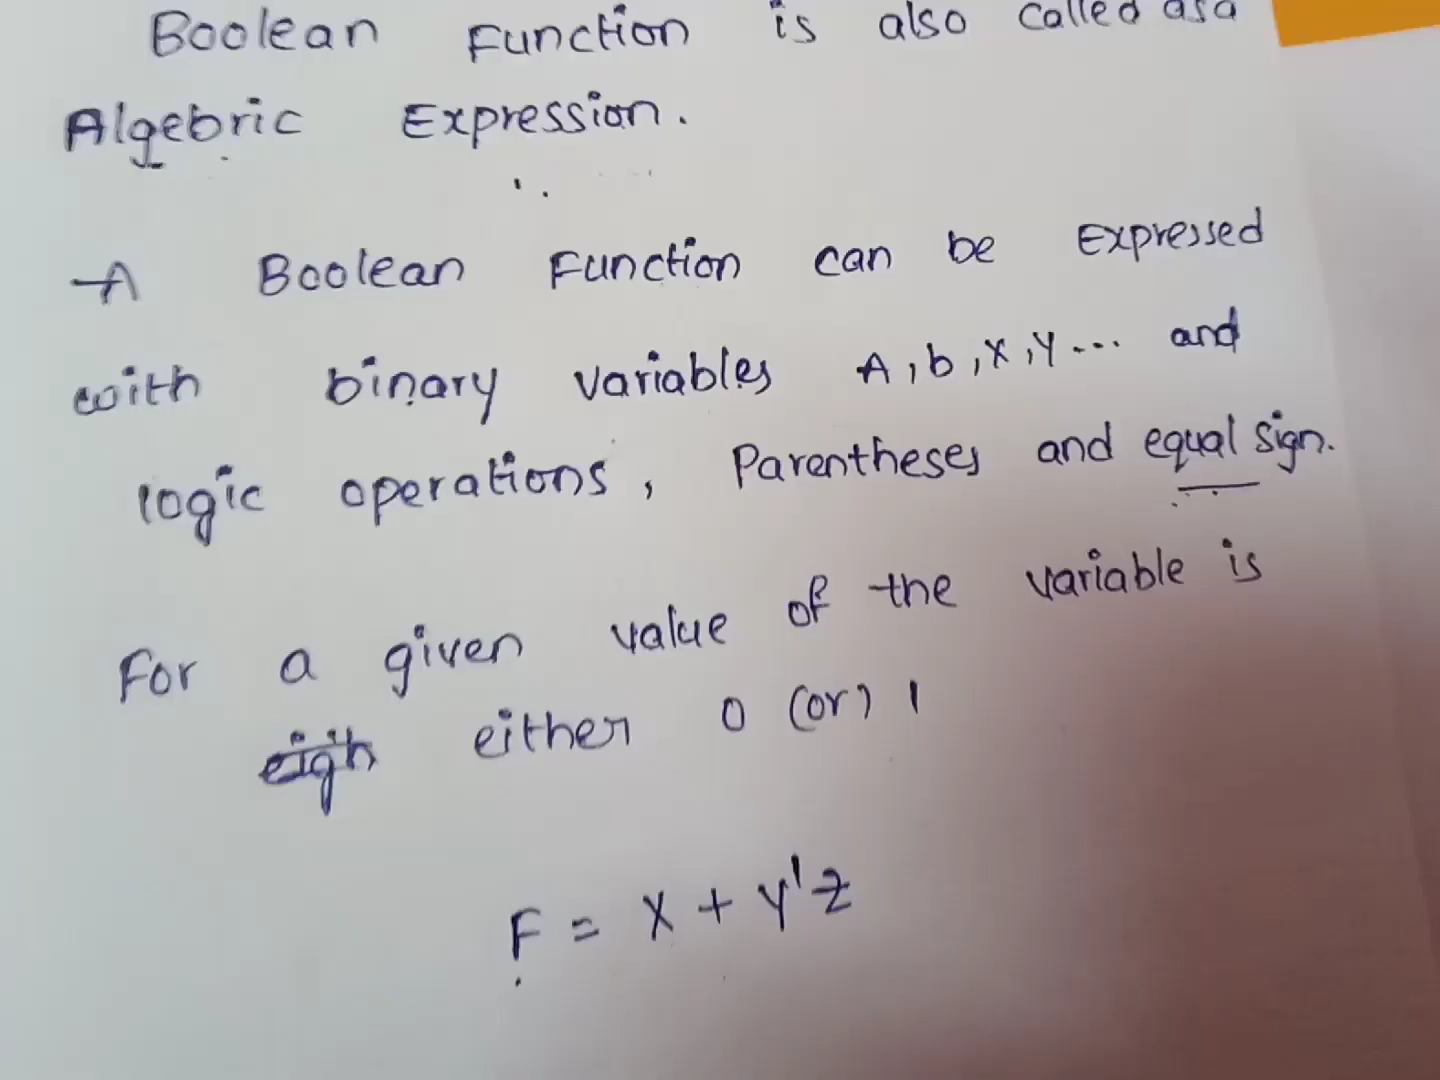 Boolean Function is also called as a
Algebric Expression.
A Boolean Function can be Expressed
with binary variables A, b, x, y... and
logic operations, Parentheses and equal sign.
For a given value of the variable is
either 0 (or) 1
F = x + y'z